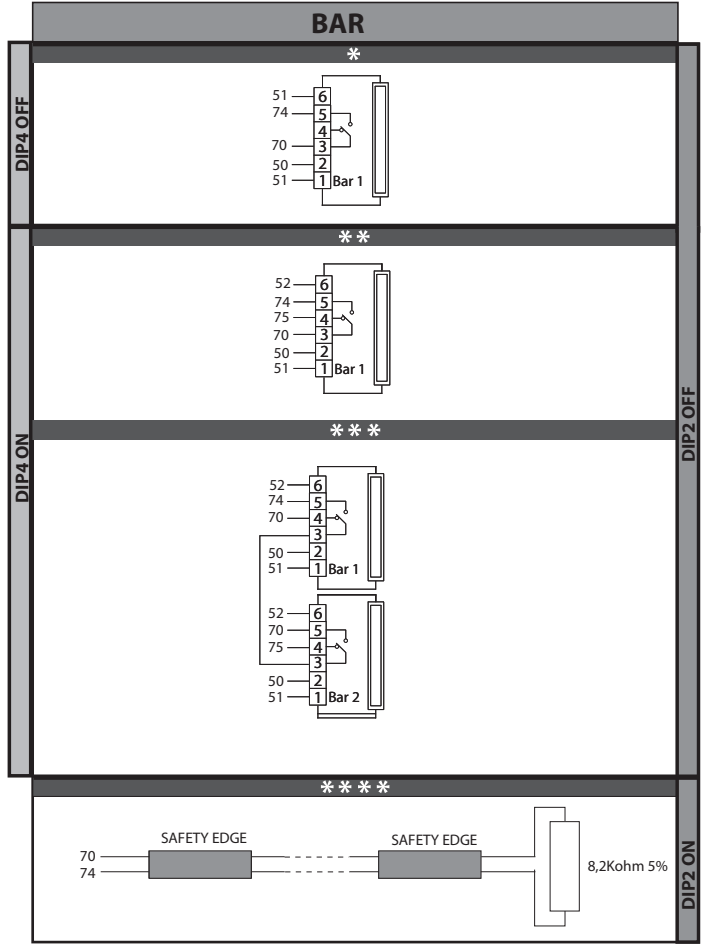 BAR
*
DIP4 OFF
51 6
74 5
4
70 3
50 2
51 1 Bar 1
**
DIP4 ON
DIP2 OFF
52 6
74 5
75 4
70 3
50 2
51 1 Bar 1
***
52 6
74 5
70 4
3
50 2
51 1 Bar 1
52 6
70 5
75 4
3
50 2
51 1 Bar 2
****
DIP2 ON
SAFETY EDGE SAFETY EDGE
70
74
8,2Kohm 5%